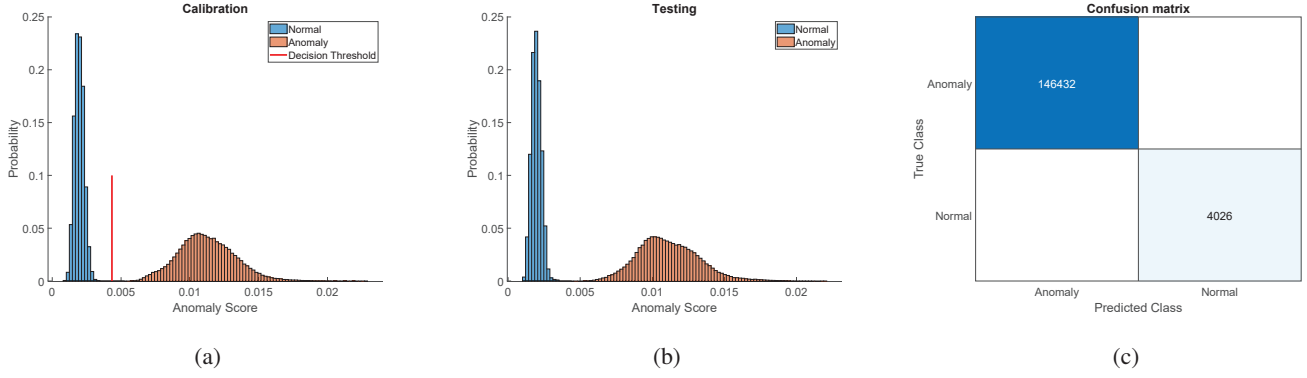 Calibration
0.25
0.2
0.15
0.1
0.05
0
Probability
0
0.005
0.01
0.015
0.02
Anomaly Score
Normal
Anomaly
Decision Threshold
(a)
Testing
0.25
0.2
0.15
0.1
0.05
0
Probability
0
0.005
0.01
0.015
0.02
Anomaly Score
Normal
Anomaly
(b)
Confusion matrix
True Class
Anomaly
146432
Normal
4026
Anomaly
Normal
Predicted Class
(c)